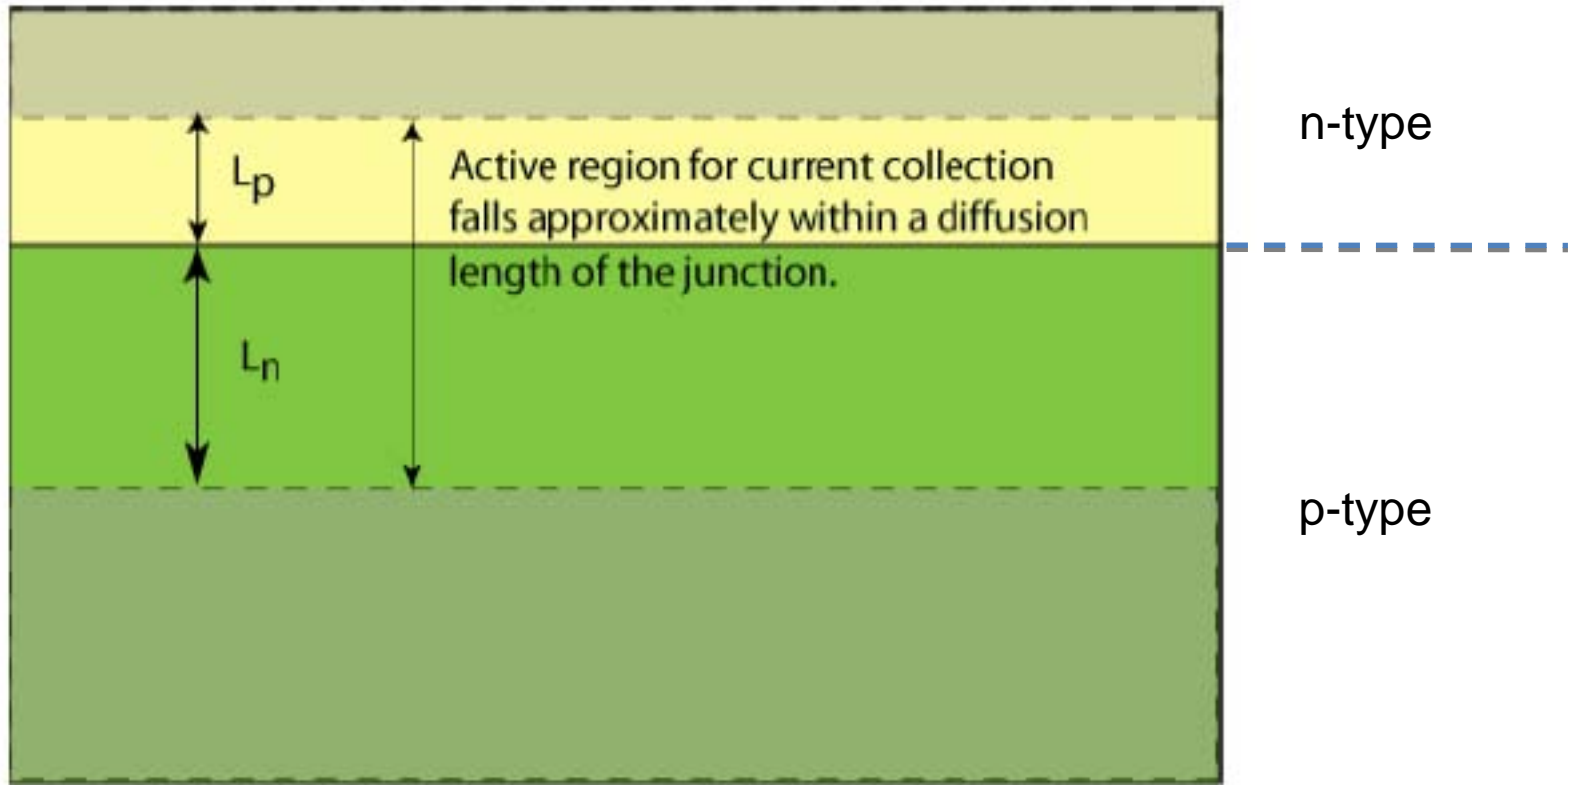 n-type
Active region for current collection
Lp
falls approximately within a diffusion
length of the junction.
Ln
p-type